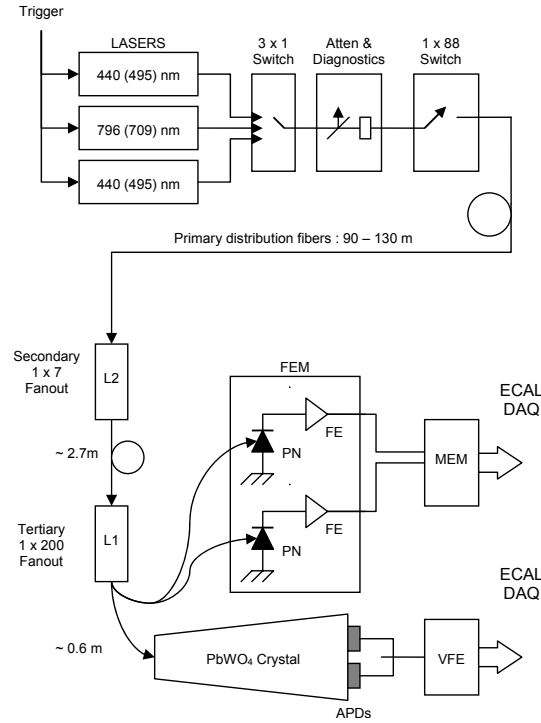 Trigger
LASERS
3 x 1
Switch
Atten &
Diagnostics
1 x 88
Switch
440 (495) nm
796 (709) nm
440 (495) nm
Primary distribution fibers : 90 – 130 m
Secondary
1 x 7
Fanout
L2
~ 2.7m
Tertiary
1 x 200
Fanout
L1
~ 0.6 m
FEM
FE
PN
FE
PN
MEM
ECAL
DAQ
PbWO₄ Crystal
APDs
VFE
ECAL
DAQ